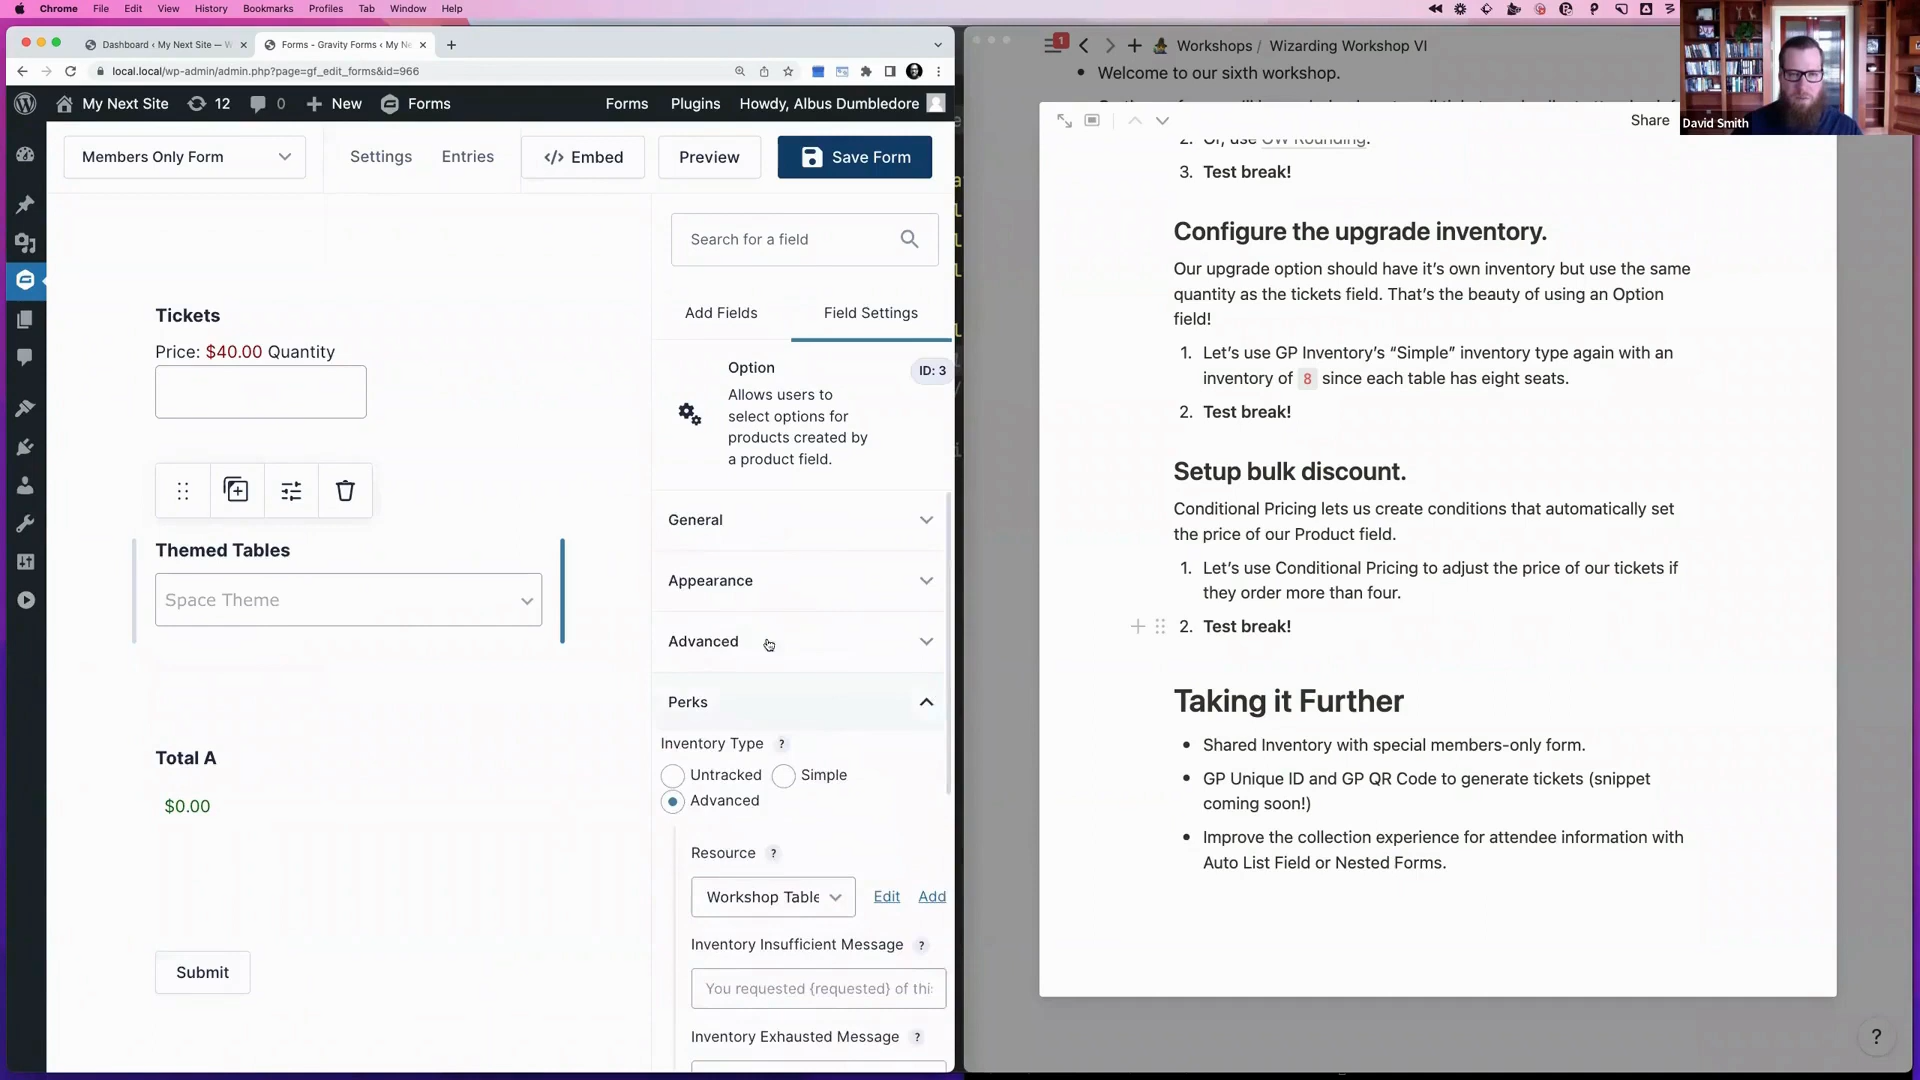 Chrome File Edit View History Bookmarks Profiles Tab Window Help
Dashboard ‹ My Next Site — W
Forms - Gravity Forms ‹ My Ne
local.local/wp-admin/admin.php?page=gf_edit_forms&id=966
My Next Site 12 0 New Forms Forms Plugins Howdy, Albus Dumbledore
Members Only Form Settings Entries Embed Preview Save Form
Search for a field
Add Fields Field Settings
Option ID: 3
Allows users to
select options for
products created by
a product field.
General
Appearance
Advanced
Perks
Inventory Type ?
Untracked Simple
Advanced
Resource ?
Workshop Table Edit Add
Inventory Insufficient Message ?
You requested {requested} of this
Inventory Exhausted Message ?
Tickets
Price: $40.00 Quantity
Themed Tables
Space Theme
Total A
$0.00
Submit
1 Workshops / Wizarding Workshop VI
Welcome to our sixth workshop.
Share
David Smith
2. Or, use GW Rounding.
3. Test break!
Configure the upgrade inventory.
Our upgrade option should have it’s own inventory but use the same
quantity as the tickets field. That’s the beauty of using an Option
field!
1. Let’s use GP Inventory’s “Simple” inventory type again with an
inventory of 8 since each table has eight seats.
2. Test break!
Setup bulk discount.
Conditional Pricing lets us create conditions that automatically set
the price of our Product field.
1. Let’s use Conditional Pricing to adjust the price of our tickets if
they order more than four.
2. Test break!
Taking it Further
Shared Inventory with special members-only form.
GP Unique ID and GP QR Code to generate tickets (snippet
coming soon!)
Improve the collection experience for attendee information with
Auto List Field or Nested Forms.
?